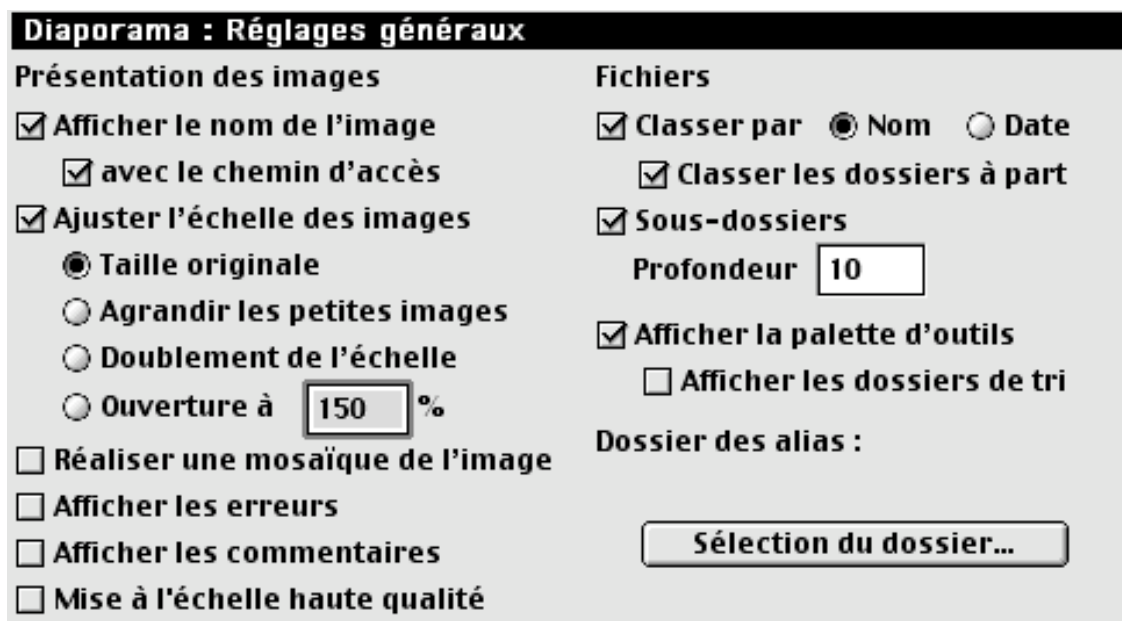 Diaporama : Réglages généraux
Présentation des images
Afficher le nom de l'image
avec le chemin d'accès
Ajuster l'échelle des images
Taille originale
Agrandir les petites images
Doublement de l'échelle
Ouverture à 150 %
Réaliser une mosaïque de l'image
Afficher les erreurs
Afficher les commentaires
Mise à l'échelle haute qualité
Fichiers
Classer par Nom Date
Classer les dossiers à part
Sous-dossiers
Profondeur 10
Afficher la palette d'outils
Afficher les dossiers de tri
Dossier des alias :
Sélection du dossier...